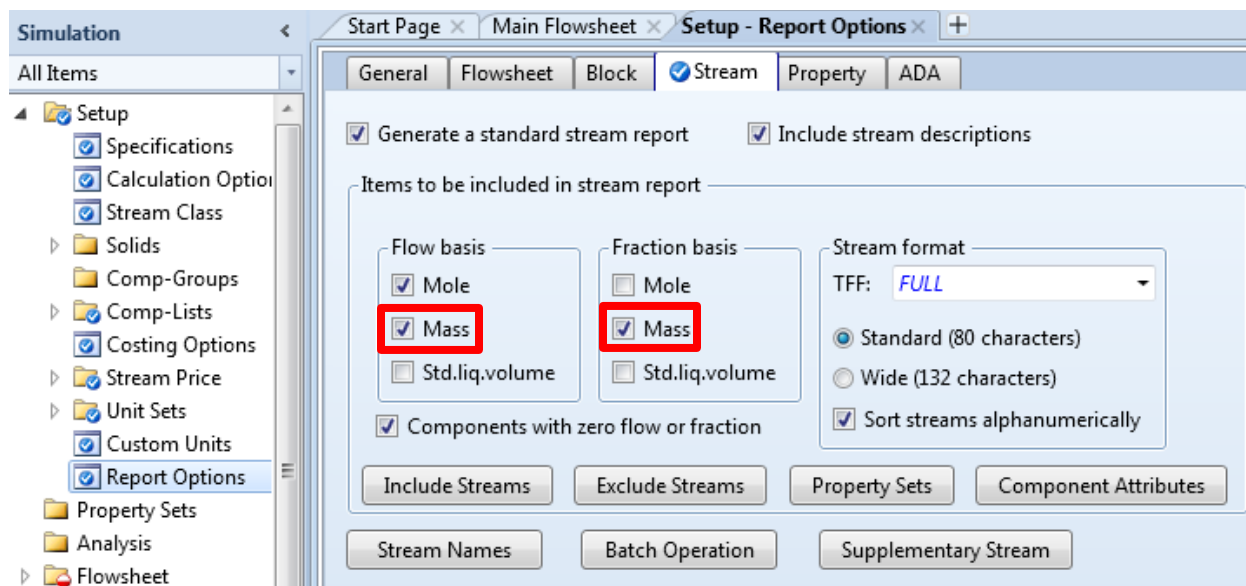 Simulation
All Items
Setup
Specifications
Calculation Option
Stream Class
Solids
Comp-Groups
Comp-Lists
Costing Options
Stream Price
Unit Sets
Custom Units
Report Options
Property Sets
Analysis
Flowsheet
Start Page Main Flowsheet Setup - Report Options
General Flowsheet Block Stream Property ADA
Generate a standard stream report Include stream descriptions
Items to be included in stream report
Flow basis
Mole
Mass
Std.liq.volume
Fraction basis
Mole
Mass
Std.liq.volume
Components with zero flow or fraction
Stream format
TFF: FULL
Standard (80 characters)
Wide (132 characters)
Sort streams alphanumerically
Include Streams Exclude Streams Property Sets Component Attributes
Stream Names Batch Operation Supplementary Stream